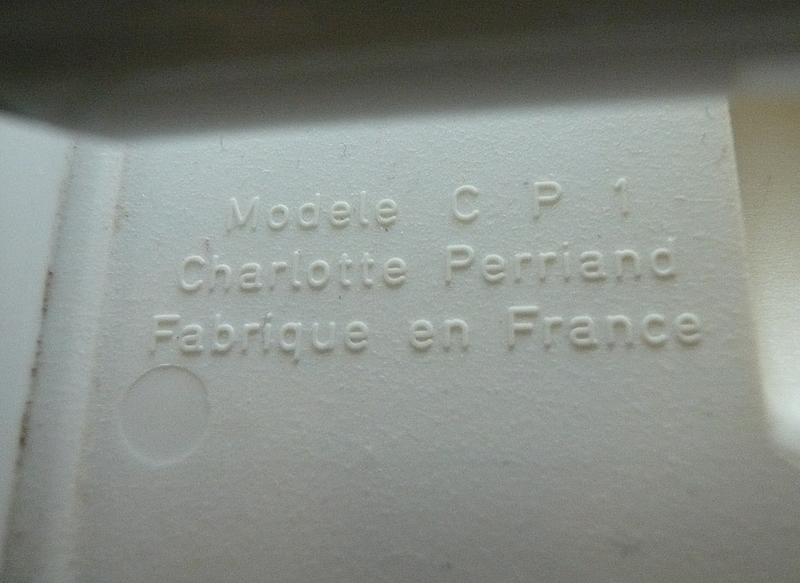 Modele C P 1
Charlotte Perriand
Fabrique en France